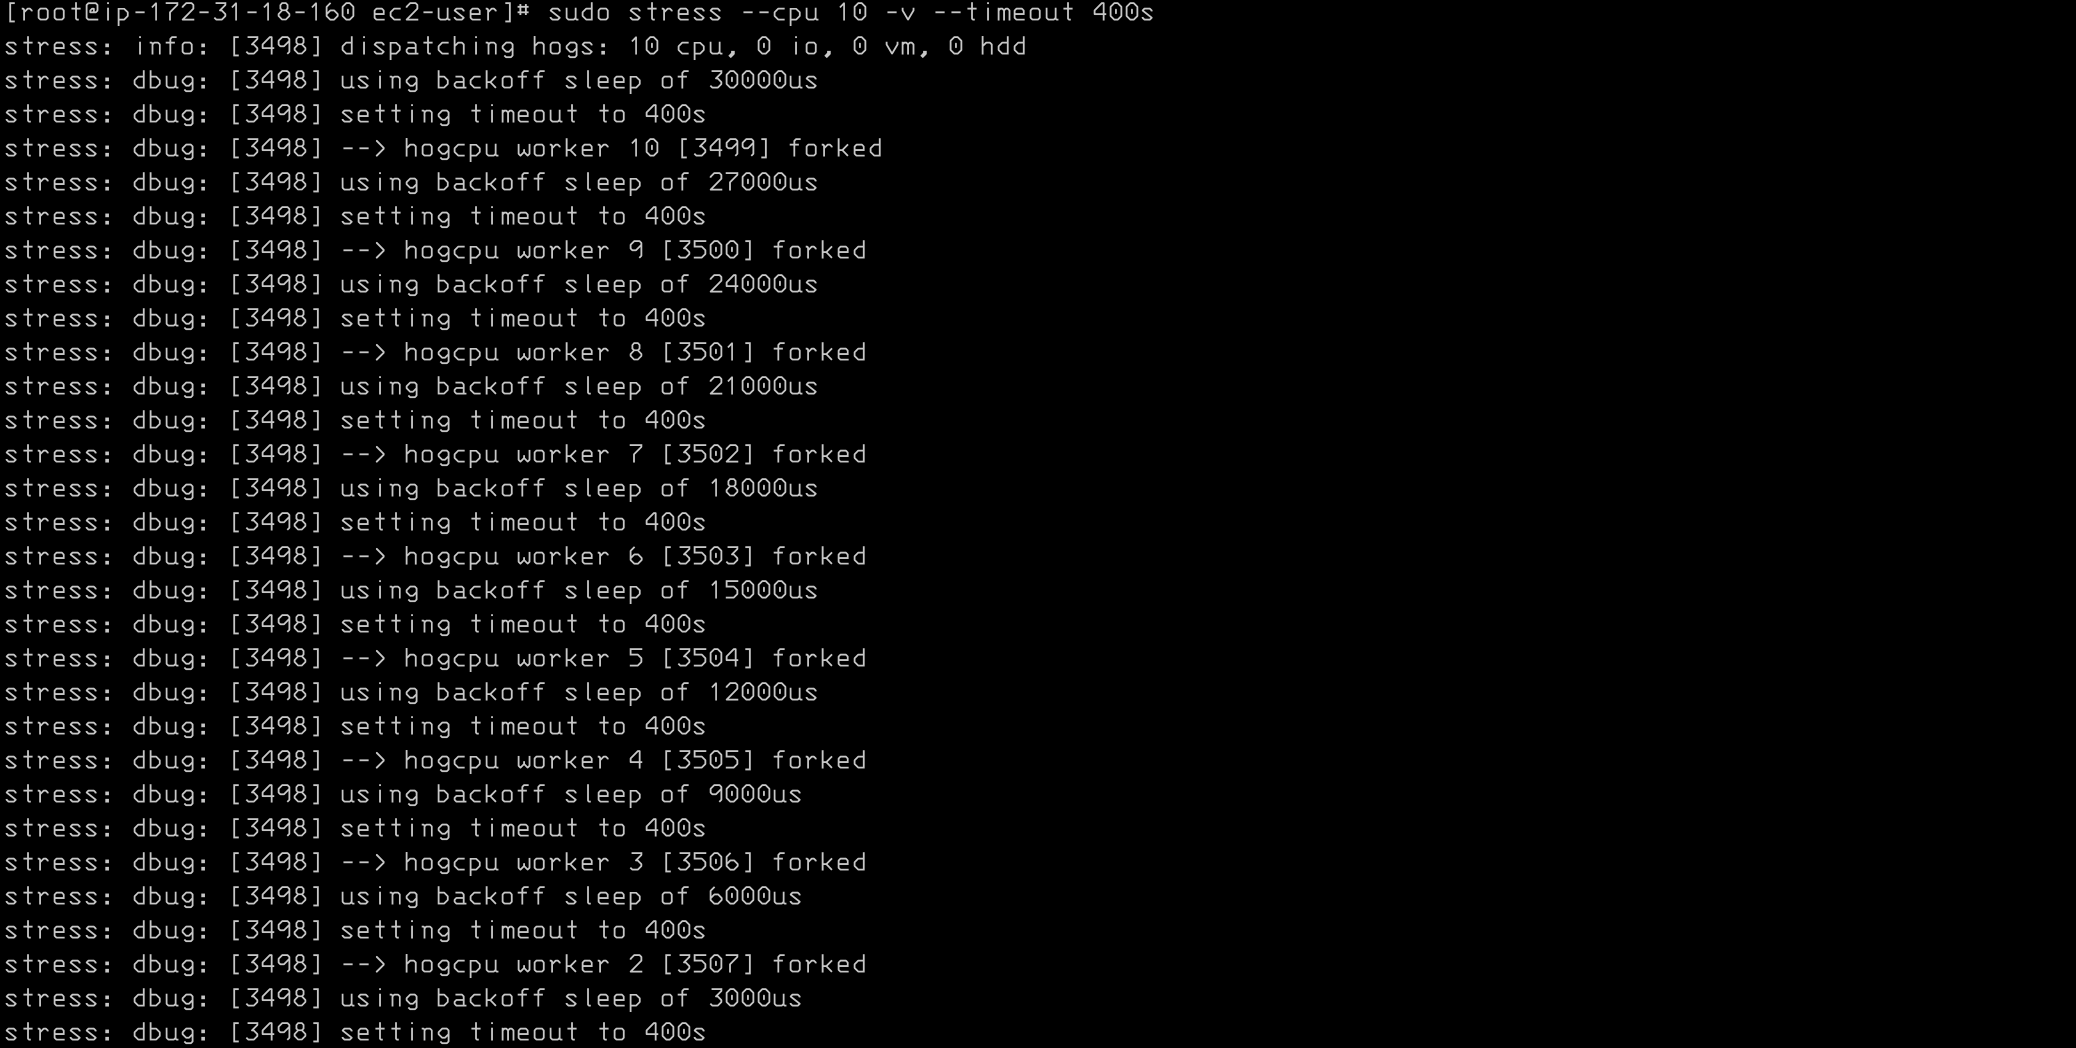 [root@ip-172-31-18-160 ec2-user]# sudo stress --cpu 10 -v --timeout 400s
stress: info: [3498] dispatching hogs: 10 cpu, 0 io, 0 vm, 0 hdd
stress: dbug: [3498] using backoff sleep of 30000us
stress: dbug: [3498] setting timeout to 400s
stress: dbug: [3498] --> hogcpu worker 10 [3499] forked
stress: dbug: [3498] using backoff sleep of 27000us
stress: dbug: [3498] setting timeout to 400s
stress: dbug: [3498] --> hogcpu worker 9 [3500] forked
stress: dbug: [3498] using backoff sleep of 24000us
stress: dbug: [3498] setting timeout to 400s
stress: dbug: [3498] --> hogcpu worker 8 [3501] forked
stress: dbug: [3498] using backoff sleep of 21000us
stress: dbug: [3498] setting timeout to 400s
stress: dbug: [3498] --> hogcpu worker 7 [3502] forked
stress: dbug: [3498] using backoff sleep of 18000us
stress: dbug: [3498] setting timeout to 400s
stress: dbug: [3498] --> hogcpu worker 6 [3503] forked
stress: dbug: [3498] using backoff sleep of 15000us
stress: dbug: [3498] setting timeout to 400s
stress: dbug: [3498] --> hogcpu worker 5 [3504] forked
stress: dbug: [3498] using backoff sleep of 12000us
stress: dbug: [3498] setting timeout to 400s
stress: dbug: [3498] --> hogcpu worker 4 [3505] forked
stress: dbug: [3498] using backoff sleep of 9000us
stress: dbug: [3498] setting timeout to 400s
stress: dbug: [3498] --> hogcpu worker 3 [3506] forked
stress: dbug: [3498] using backoff sleep of 6000us
stress: dbug: [3498] setting timeout to 400s
stress: dbug: [3498] --> hogcpu worker 2 [3507] forked
stress: dbug: [3498] using backoff sleep of 3000us
stress: dbug: [3498] setting timeout to 400s